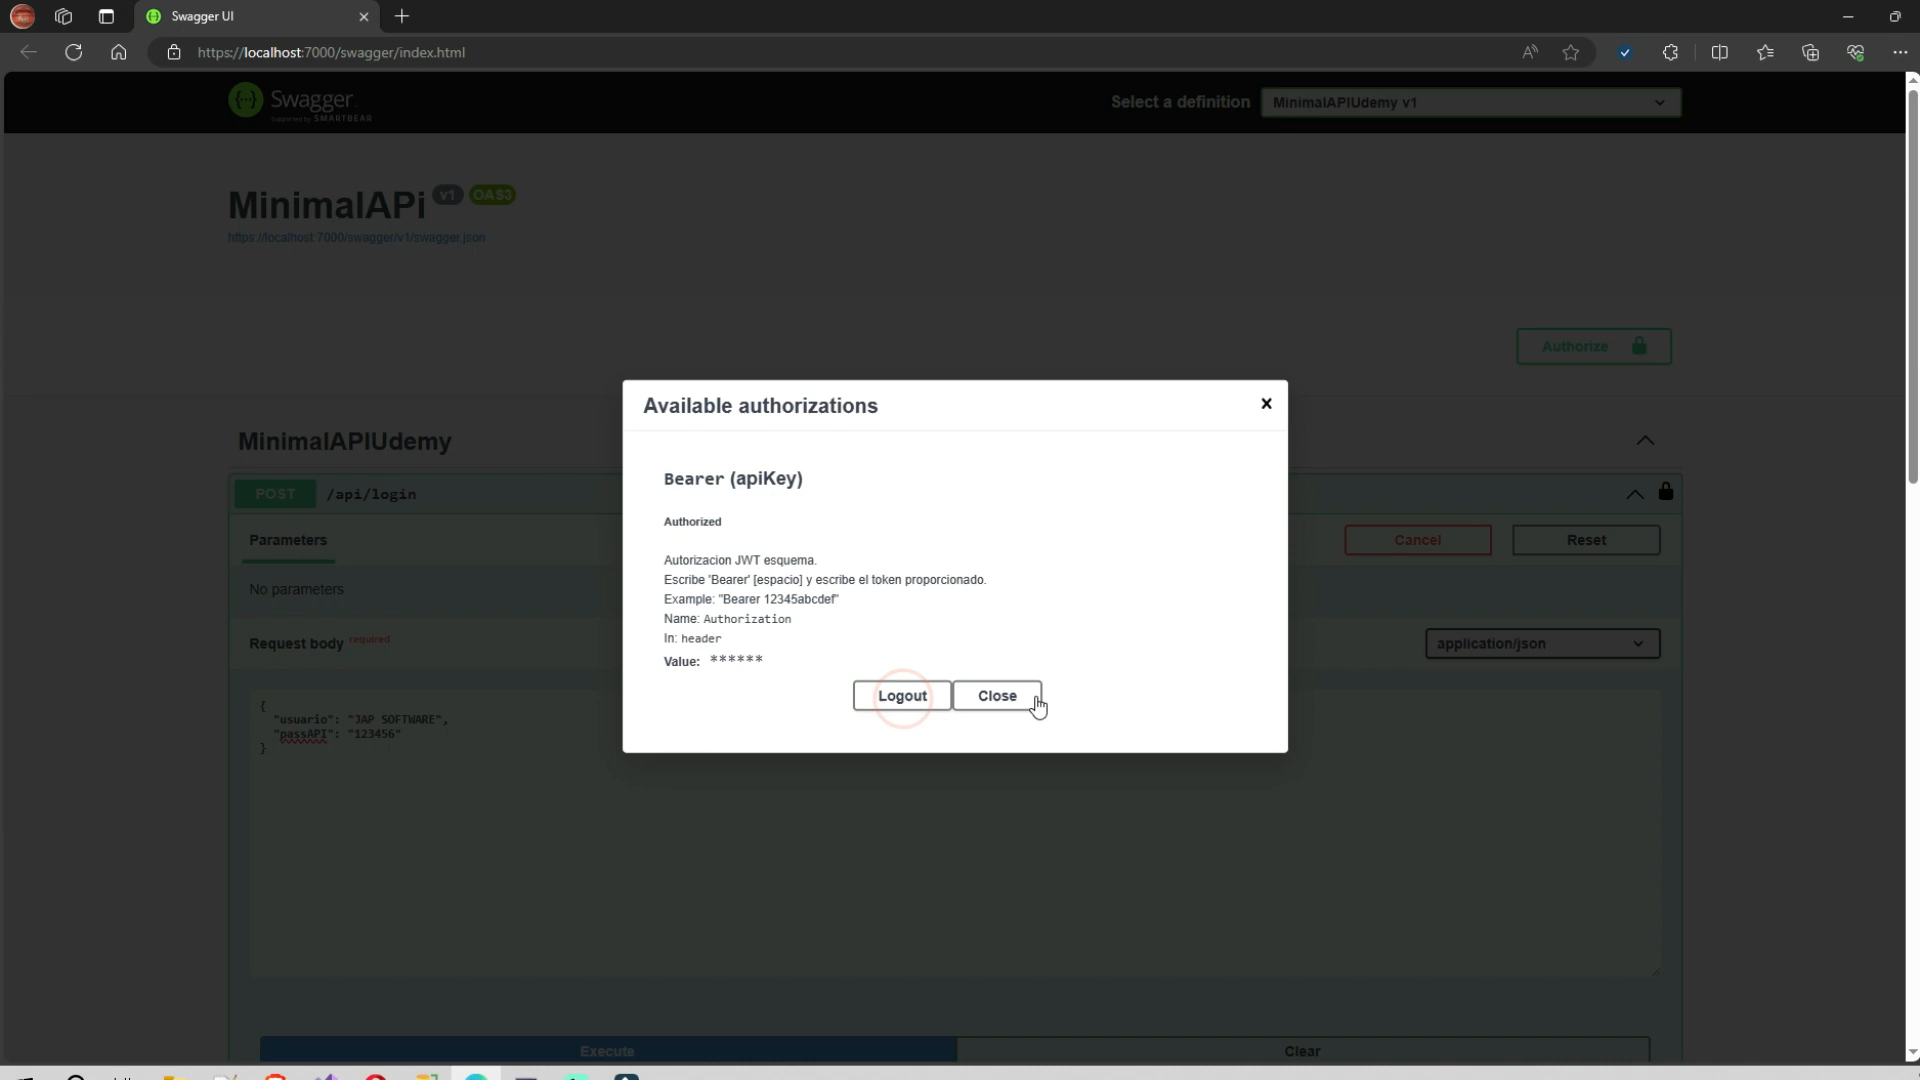 Swagger UI
https://localhost:7000/swagger/index.html
Swagger.
Supported by SMARTBEAR
Select a definition
MinimalAPIUdemy v1
MinimalAPi v1 OAS3
https://localhost:7000/swagger/v1/swagger.json
Authorize
Available authorizations
MinimalAPIUdemy
Bearer (apiKey)
POST /api/login
Authorized
Parameters
Cancel
Reset
Autorizacion JWT esquema.
Escribe 'Bearer' [espacio] y escribe el token proporcionado.
Example: "Bearer 12345abcdef"
Name: Authorization
In: header
Value: ******
No parameters
Request body required
application/json
Logout
Close
{
"usuario": "JAP SOFTWARE",
"passAPI": "123456"
}
Execute
Clear